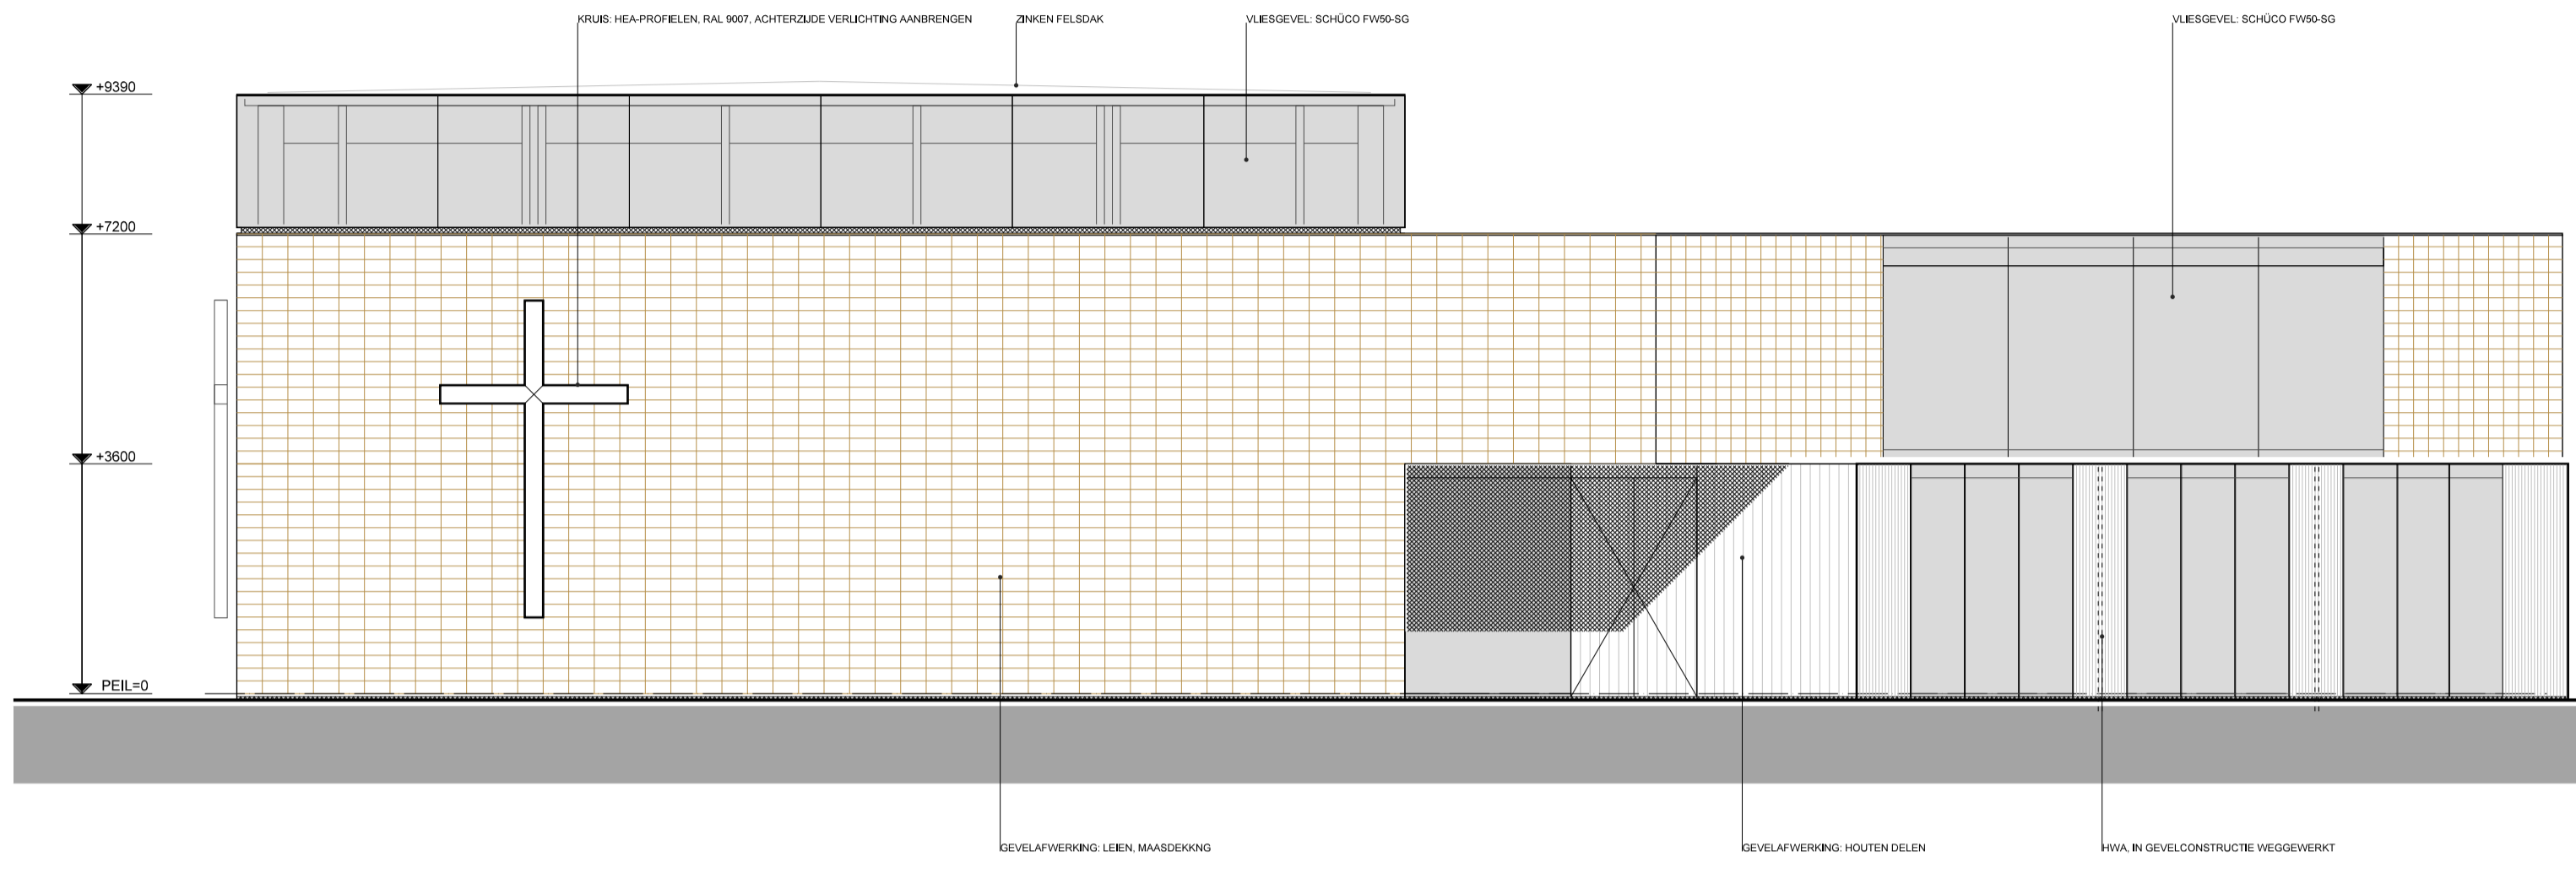 KRUIS: HEA-PROFIELEN, RAL 9007, ACHTERZIJDE VERLICHTING AANBRENGEN
ZINKEN FELSDAK
VLIESGEVEL: SCHÜCO FW50-SG
VLIESGEVEL: SCHÜCO FW50-SG
+9390
+7200
+3600
PEIL=0
GEVELAFWERKING: LEIEN, MAASDEKKNG
GEVELAFWERKING: HOUTEN DELEN
HWA, IN GEVELCONSTRUCTIE WEGGEWERKT